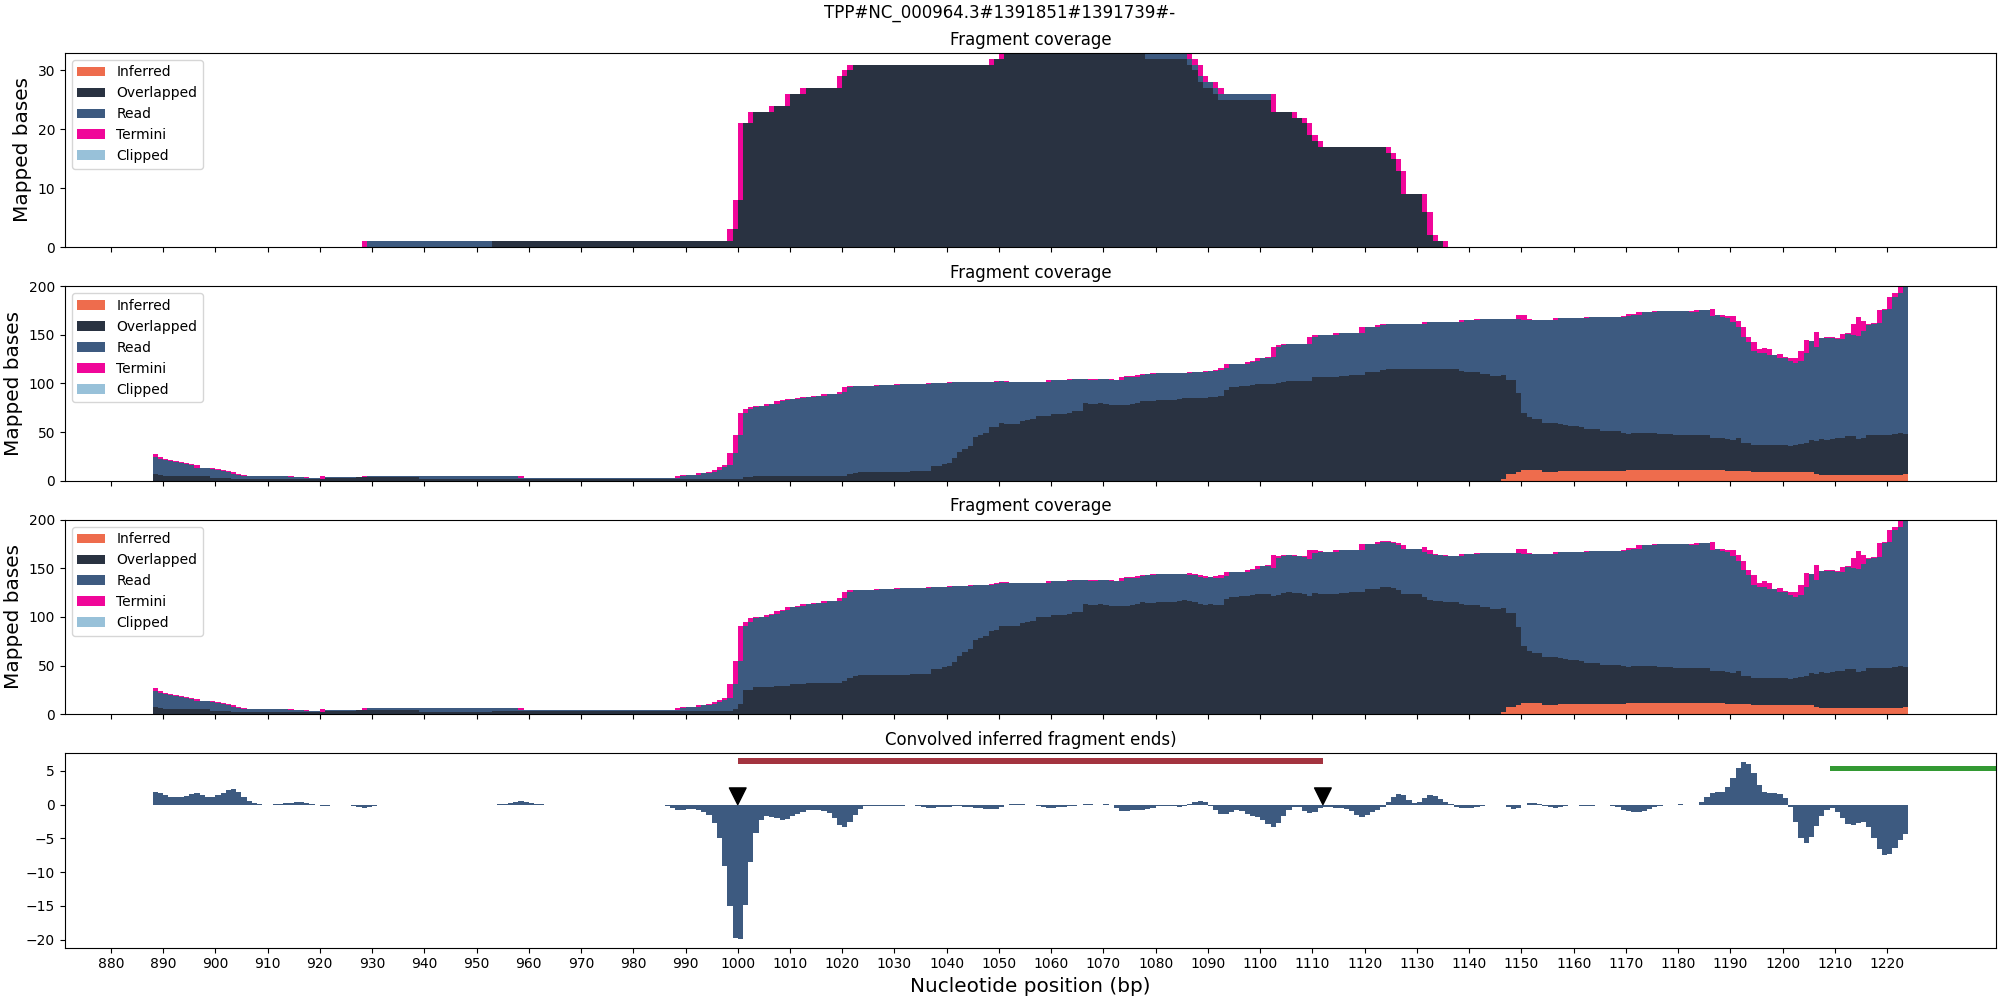 TPP#NC_000964.3#1391851#1391739#-
Fragment coverage
Mapped bases
30
20
10
0
Inferred
Overlapped
Read
Termini
Clipped
Fragment coverage
Mapped bases
200
150
100
50
0
Inferred
Overlapped
Read
Termini
Clipped
Fragment coverage
Mapped bases
200
150
100
50
0
Inferred
Overlapped
Read
Termini
Clipped
Convolved inferred fragment ends)
5
0
−5
−10
−15
−20
880 890 900 910 920 930 940 950 960 970 980 990 1000 1010 1020 1030 1040 1050 1060 1070 1080 1090 1100 1110 1120 1130 1140 1150 1160 1170 1180 1190 1200 1210 1220
Nucleotide position (bp)